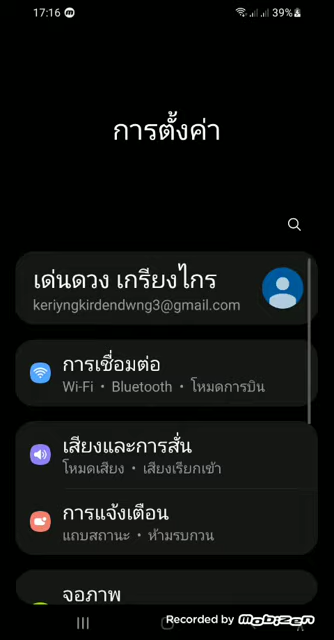 17:16
39%
การตั้งค่า
เด่นดวง เกรียงไกร
keriyngkirdendwng3@gmail.com
การเชื่อมต่อ
Wi-Fi • Bluetooth • โหมดการบิน
เสียงและการสั่น
โหมดเสียง • เสียงเรียกเข้า
การแจ้งเตือน
แถบสถานะ • ห้ามรบกวน
จอภาพ
Recorded by mobizen